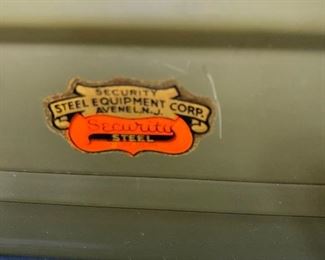 SECURITY
STEEL EQUIPMENT CORP.
AVENEL N.J.
Security
STEEL